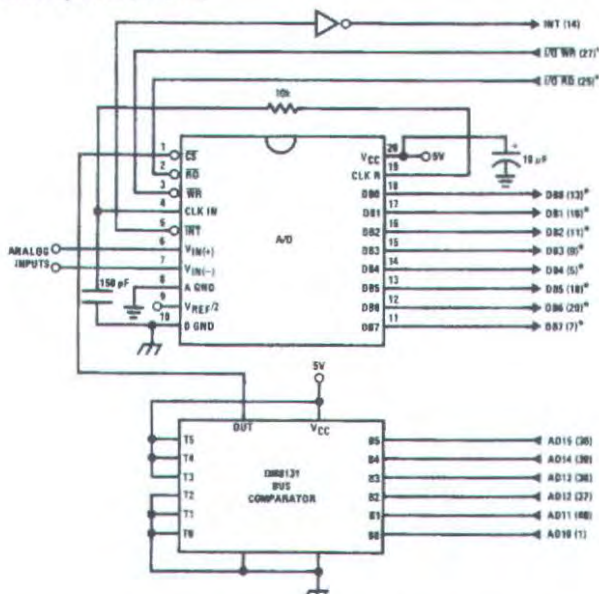 INT (14)
I/O WR (27)*
I/O RD (25)*
10k
1
2
3
4
5
6
7
8
9
10
CS
RD
WR
CLK IN
INT
VIN(+)
VIN(-)
A GND
VREF/2
D GND
A/D
VCC
CLK R
DB0
DB1
DB2
DB3
DB4
DB5
DB6
DB7
20
19
18
17
16
15
14
13
12
11
5V
+
10 µF
DB0 (13)*
DB1 (16)*
DB2 (11)*
DB3 (9)*
DB4 (5)*
DB5 (18)*
DB6 (20)*
DB7 (7)*
ANALOG
INPUTS
150 pF
5V
OUT
VCC
T5
T4
T3
T2
T1
T0
DM8131
BUS
COMPARATOR
B5
B4
B3
B2
B1
B0
AD15 (36)
AD14 (39)
AD13 (38)
AD12 (37)
AD11 (40)
AD10 (1)